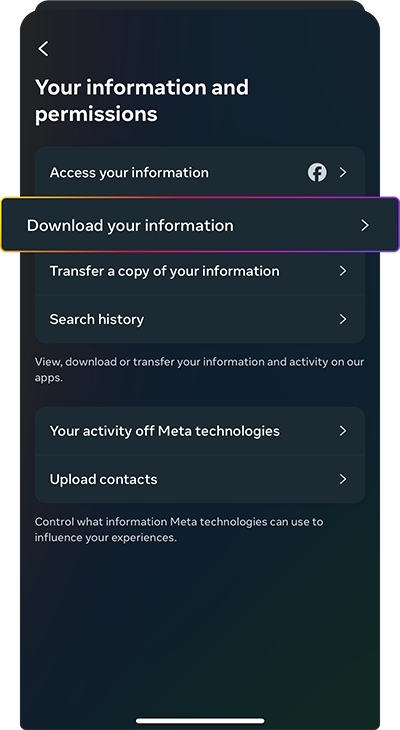 Your information and
permissions
Access your information
Download your information
Transfer a copy of your information
Search history
View, download or transfer your information and activity on our
apps.
Your activity off Meta technologies
Upload contacts
Control what information Meta technologies can use to
influence your experiences.